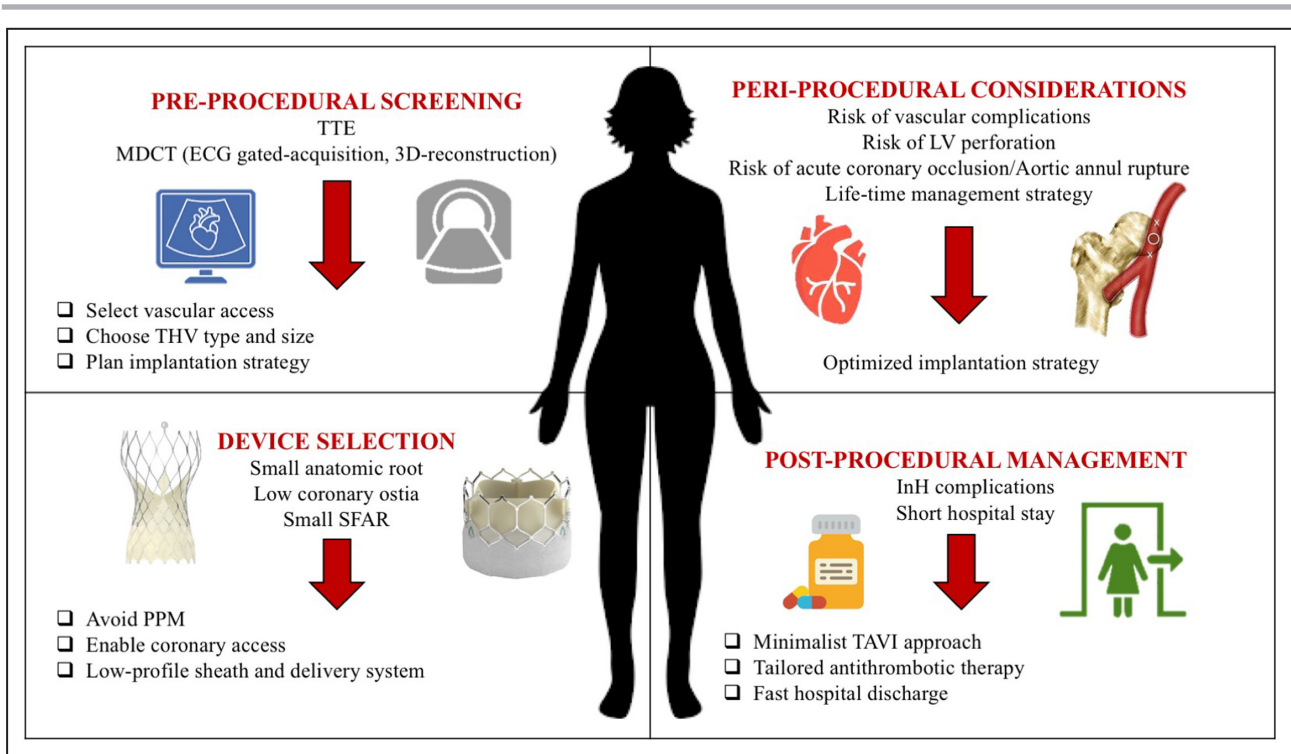 PRE-PROCEDURAL SCREENING
TTE
MDCT (ECG gated-acquisition, 3D-reconstruction)
❑ Select vascular access
❑ Choose THV type and size
❑ Plan implantation strategy
PERI-PROCEDURAL CONSIDERATIONS
Risk of vascular complications
Risk of LV perforation
Risk of acute coronary occlusion/Aortic annul rupture
Life-time management strategy
Optimized implantation strategy
DEVICE SELECTION
Small anatomic root
Low coronary ostia
Small SFAR
❑ Avoid PPM
❑ Enable coronary access
❑ Low-profile sheath and delivery system
POST-PROCEDURAL MANAGEMENT
InH complications
Short hospital stay
❑ Minimalist TAVI approach
❑ Tailored antithrombotic therapy
❑ Fast hospital discharge